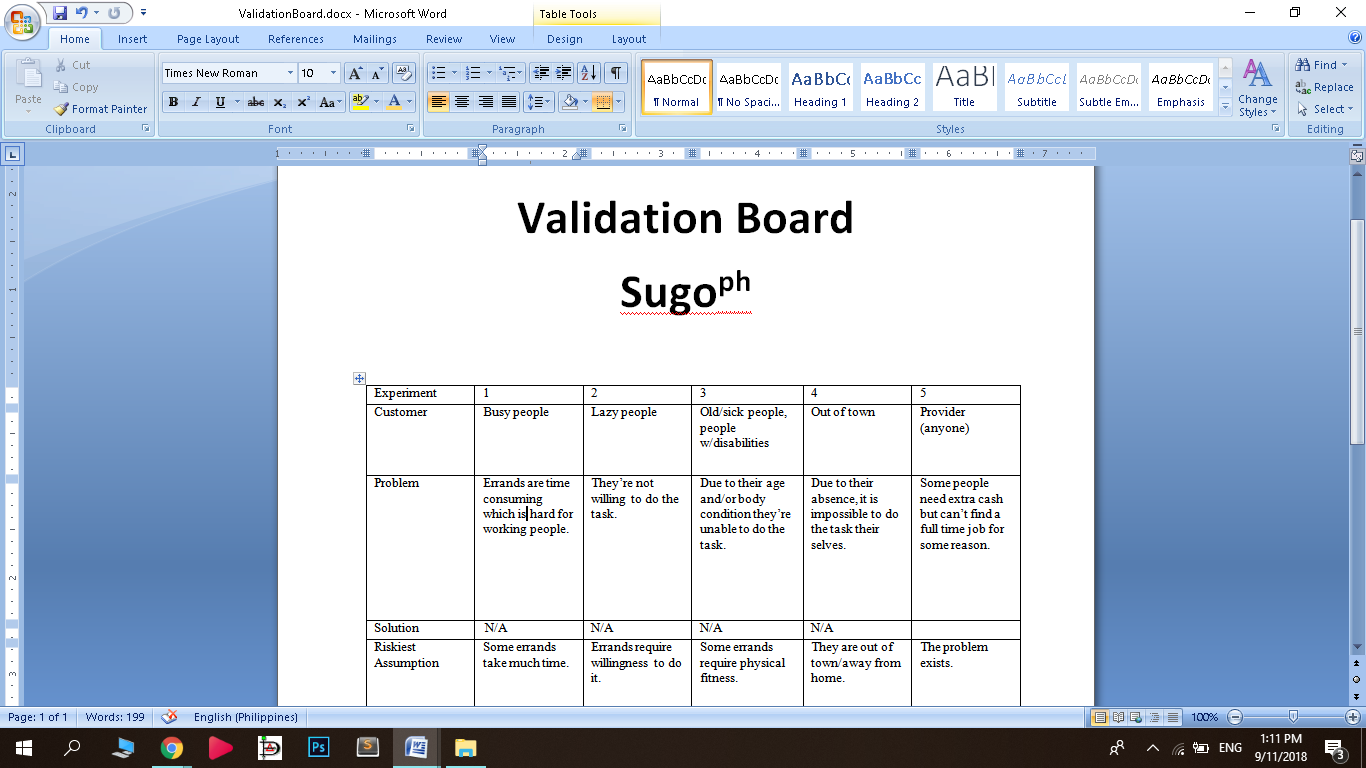 ValidationBoard.docx - Microsoft Word
Table Tools
Home Insert Page Layout References Mailings Review View Design Layout
Paste
Cut
Copy
Format Painter
Clipboard
Times New Roman 10
Font
Paragraph
AaBbCcDc AaBbCcDc AaBbCc AaBbCc AaBl AaBbCcL AaBbCcDc AaBbCcDc
¶ Normal ¶ No Spaci... Heading 1 Heading 2 Title Subtitle Subtle Em... Emphasis
Change Styles
Styles
Find
Replace
Select
Editing
1 2 3 4 5 6 7
Validation Board
Sugoph
Experiment 1 2 3 4 5
Customer Busy people Lazy people Old/sick people, Out of town Provider
people (anyone)
w/disabilities
Problem Errands are time They’re not Due to their age Due to their Some people
consuming willing to do the and/or body absence, it is need extra cash
which is hard for task. condition they’re impossible to do but can’t find a
working people. unable to do the the task their full time job for
task. selves. some reason.
Solution N/A N/A N/A N/A
Riskiest Some errands Errands require Some errands They are out of The problem
Assumption take much time. willingness to do require physical town/away from exists.
it. fitness. home.
Page: 1 of 1 Words: 199 English (Philippines) 100%
ENG 1:11 PM
9/11/2018
3